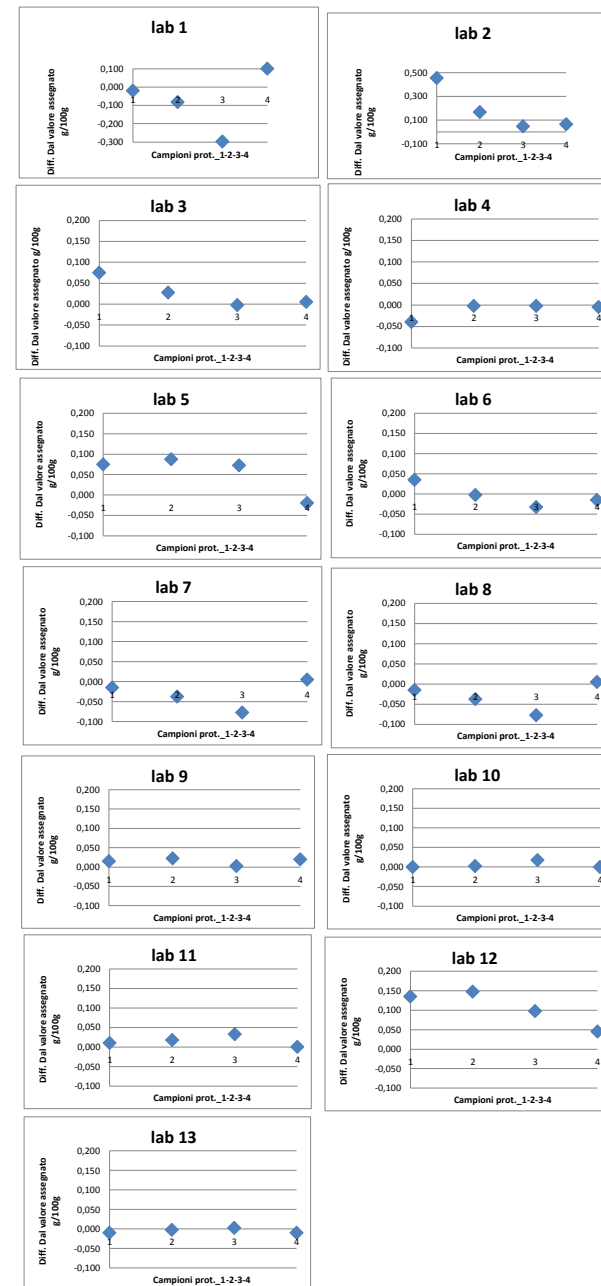 lab 1
Diff. Dal valore assegnato
g/100g
0,100
0,000
-0,100
-0,200
-0,300
1
2
3
4
Campioni prot._1-2-3-4
lab 2
Diff. Dal valore assegnato
g/100g
0,500
0,300
0,100
-0,100
1
2
3
4
Campioni prot._1-2-3-4
lab 3
Diff. Dal valore assegnato g/100g
0,200
0,150
0,100
0,050
0,000
-0,050
-0,100
1
2
3
4
Campioni prot._1-2-3-4
lab 4
Diff. Dal valore assegnato g/100g
0,200
0,150
0,100
0,050
0,000
-0,050
-0,100
1
2
3
4
Campioni prot._1-2-3-4
lab 5
Diff. Dal valore assegnato
g/100g
0,200
0,150
0,100
0,050
0,000
-0,050
-0,100
1
2
3
4
Campioni prot._1-2-3-4
lab 6
Diff. Dal valore assegnato
g/100g
0,200
0,150
0,100
0,050
0,000
-0,050
-0,100
1
2
3
4
Campioni prot._1-2-3-4
lab 7
Diff. Dal valore assegnato
g/100g
0,200
0,150
0,100
0,050
0,000
-0,050
-0,100
1
2
3
4
Campioni prot._1-2-3-4
lab 8
Diff. Dal valore assegnato
g/100g
0,200
0,150
0,100
0,050
0,000
-0,050
-0,100
1
2
3
4
Campioni prot._1-2-3-4
lab 9
Diff. Dal valore assegnato
g/100g
0,200
0,150
0,100
0,050
0,000
-0,050
-0,100
1
2
3
4
Campioni prot._1-2-3-4
lab 10
Diff. Dal valore assegnato
g/100g
0,200
0,150
0,100
0,050
0,000
-0,050
-0,100
1
2
3
4
Campioni prot._1-2-3-4
lab 11
Diff. Dal valore assegnato
g/100g
0,200
0,150
0,100
0,050
0,000
-0,050
-0,100
1
2
3
4
Campioni prot._1-2-3-4
lab 12
Diff. Dal valore assegnato
g/100g
0,200
0,150
0,100
0,050
0,000
-0,050
-0,100
1
2
3
4
Campioni prot._1-2-3-4
lab 13
Diff. Dal valore assegnato
g/100g
0,200
0,150
0,100
0,050
0,000
-0,050
-0,100
1
2
3
4
Campioni prot._1-2-3-4